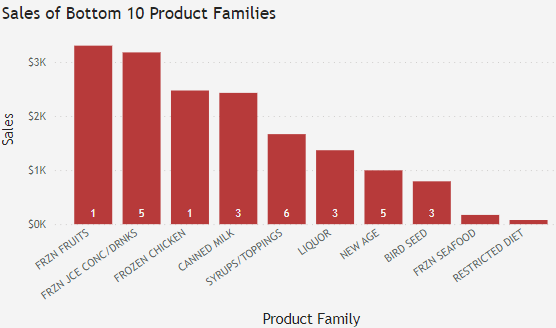 Sales of Bottom 10 Product Families
$3K
$2K
$1K
$0K
Sales
1
5
1
3
6
3
5
3
FRZN FRUITS
FRZN JCE CONC/DRNKS
FROZEN CHICKEN
CANNED MILK
SYRUPS/TOPPINGS
LIQUOR
NEW AGE
BIRD SEED
FRZN SEAFOOD
RESTRICTED DIET
Product Family